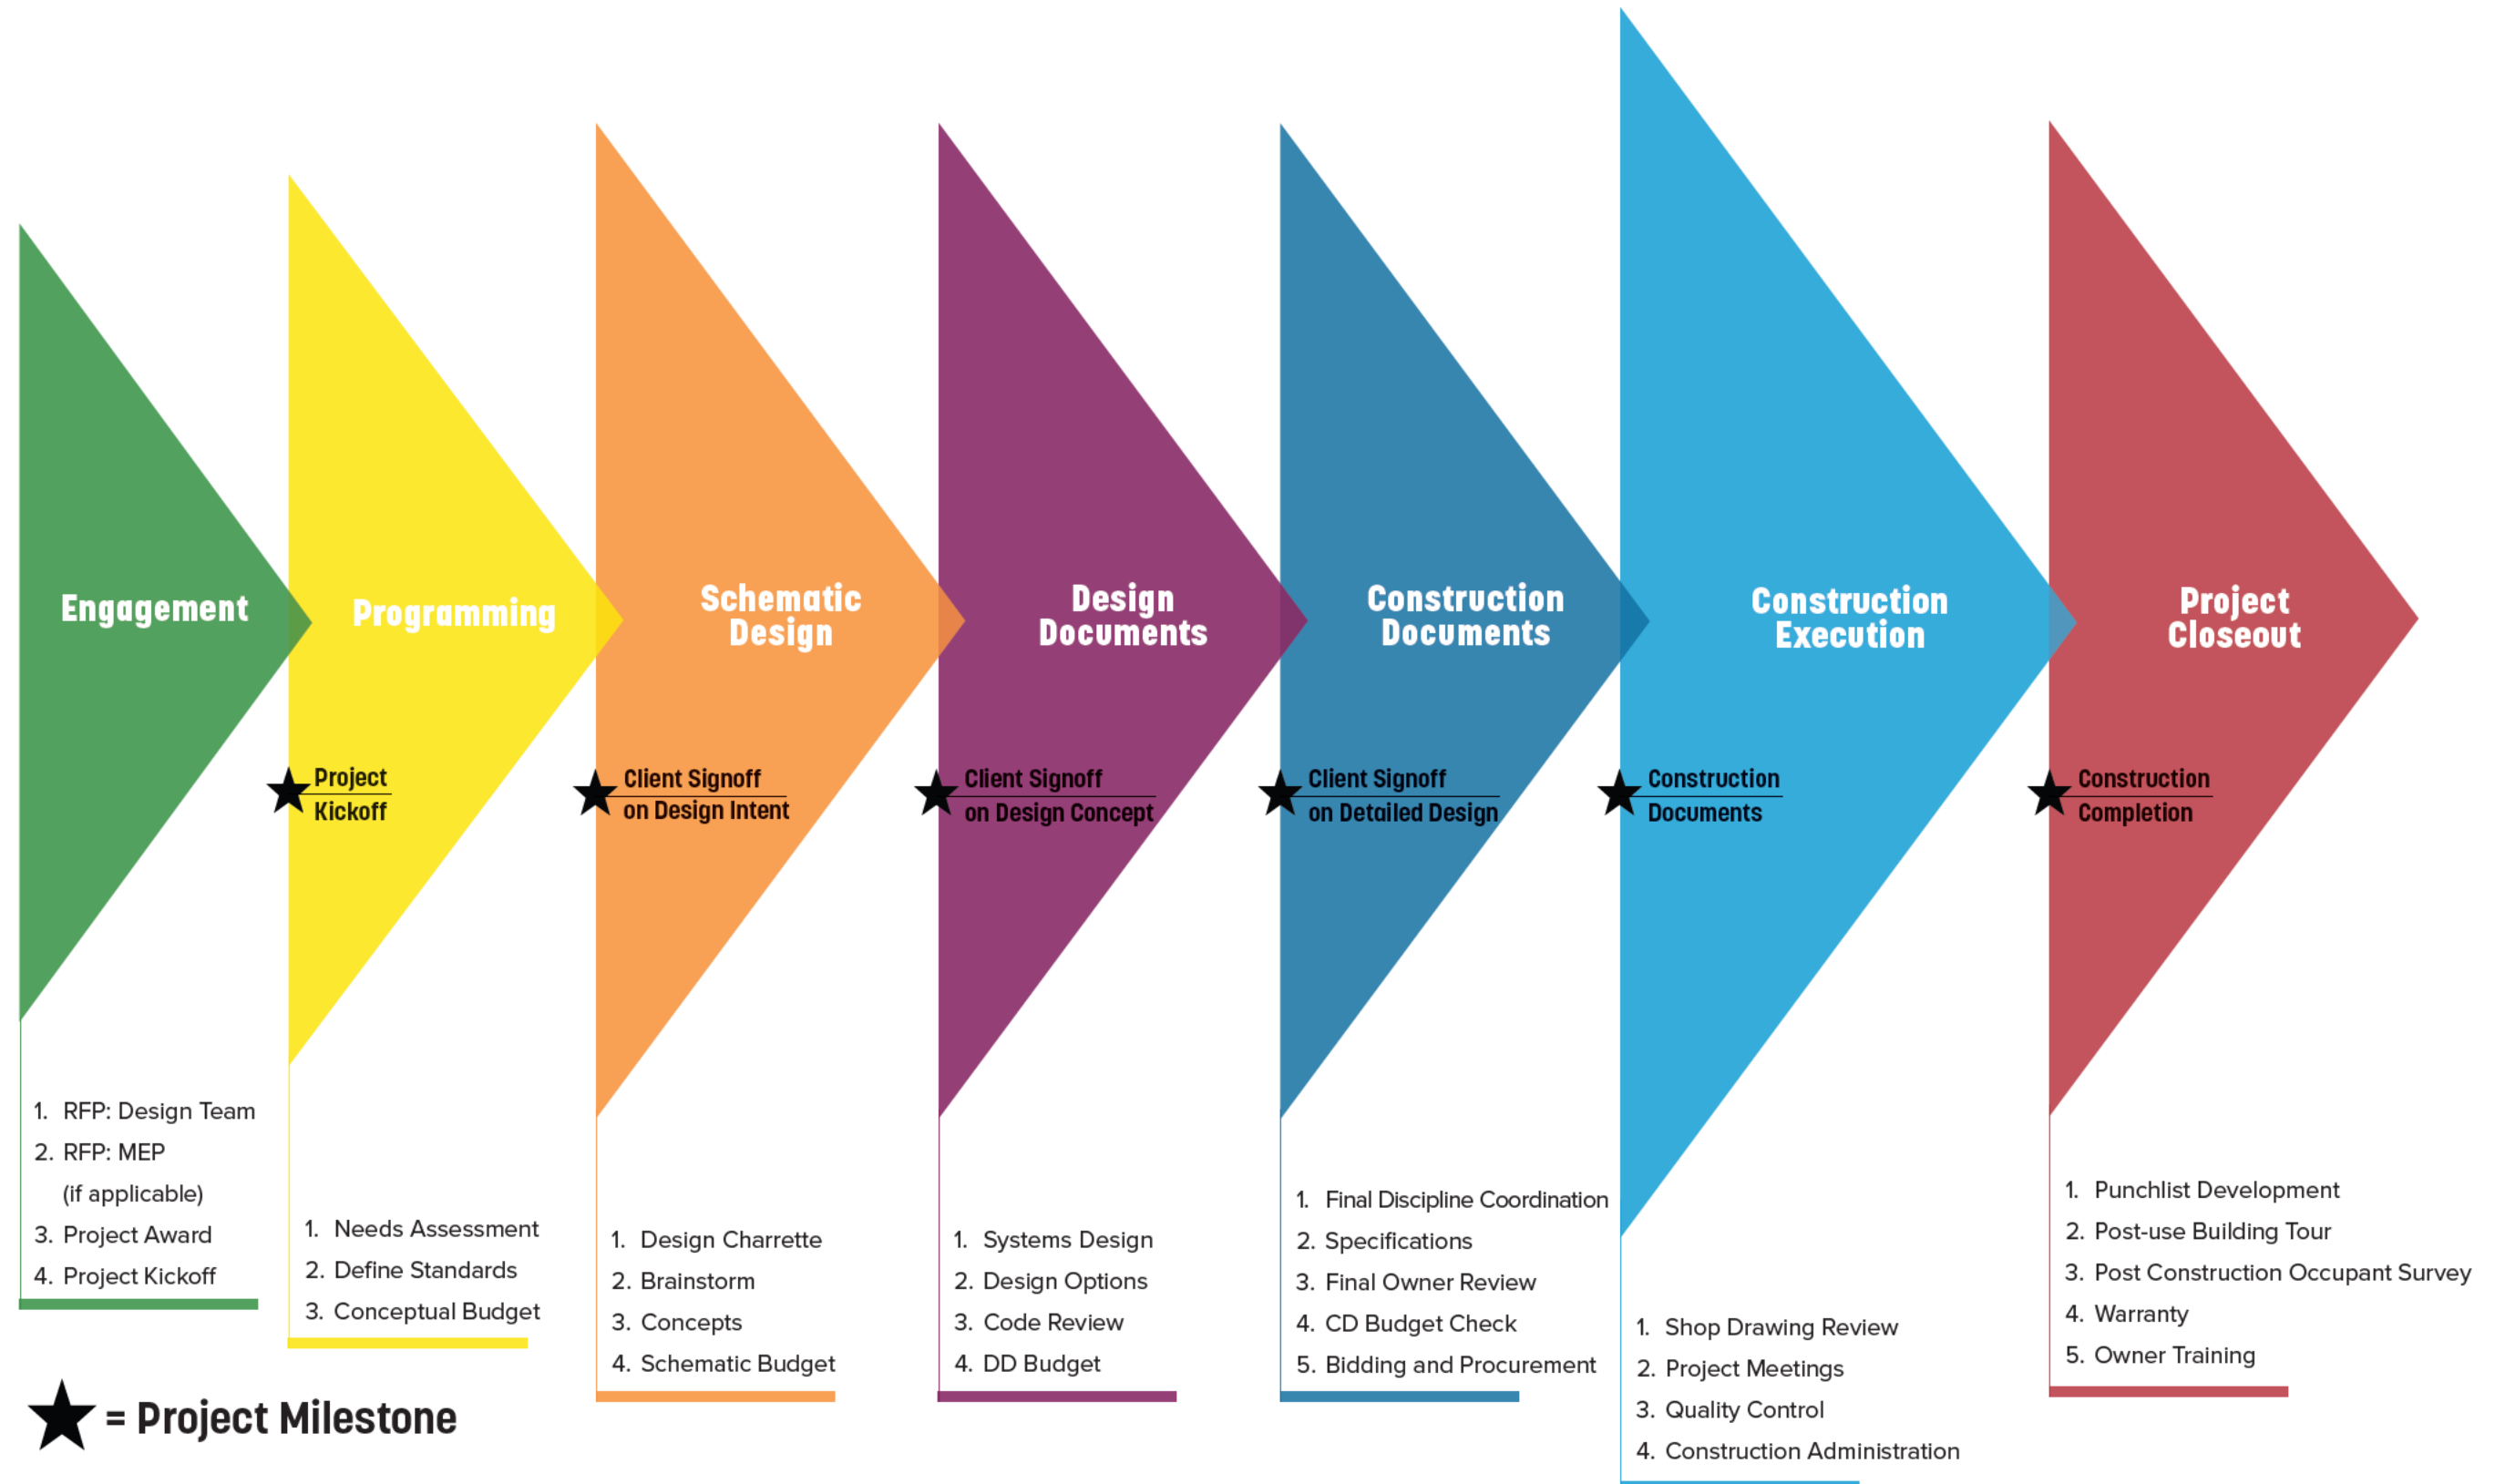 Engagement
Programming
Schematic
Design
Design
Documents
Construction
Documents
Construction
Execution
Project
Closeout
Project
Kickoff
Client Signoff
on Design Intent
Client Signoff
on Design Concept
Client Signoff
on Detailed Design
Construction
Documents
Construction
Completion
1. RFP: Design Team
2. RFP: MEP
(if applicable)
3. Project Award
4. Project Kickoff
1. Needs Assessment
2. Define Standards
3. Conceptual Budget
1. Design Charrette
2. Brainstorm
3. Concepts
4. Schematic Budget
1. Systems Design
2. Design Options
3. Code Review
4. DD Budget
1. Final Discipline Coordination
2. Specifications
3. Final Owner Review
4. CD Budget Check
5. Bidding and Procurement
1. Shop Drawing Review
2. Project Meetings
3. Quality Control
4. Construction Administration
1. Punchlist Development
2. Post-use Building Tour
3. Post Construction Occupant Survey
4. Warranty
5. Owner Training
= Project Milestone